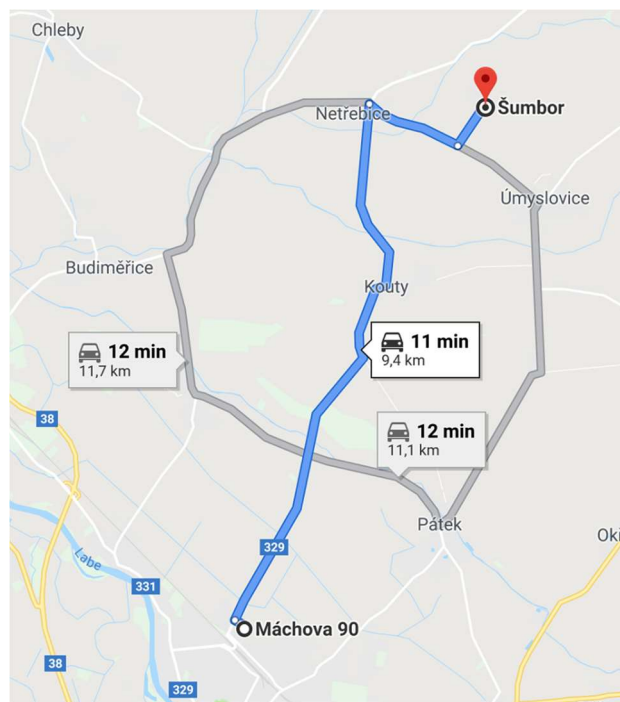 Chleby
Netřebice
Šumbor
Úmyslovice
Budiměřice
Kouty
11 min
9,4 km
12 min
11,7 km
38
12 min
11,1 km
Pátek
Oki
329
Labe
331
Máchova 90
38
329